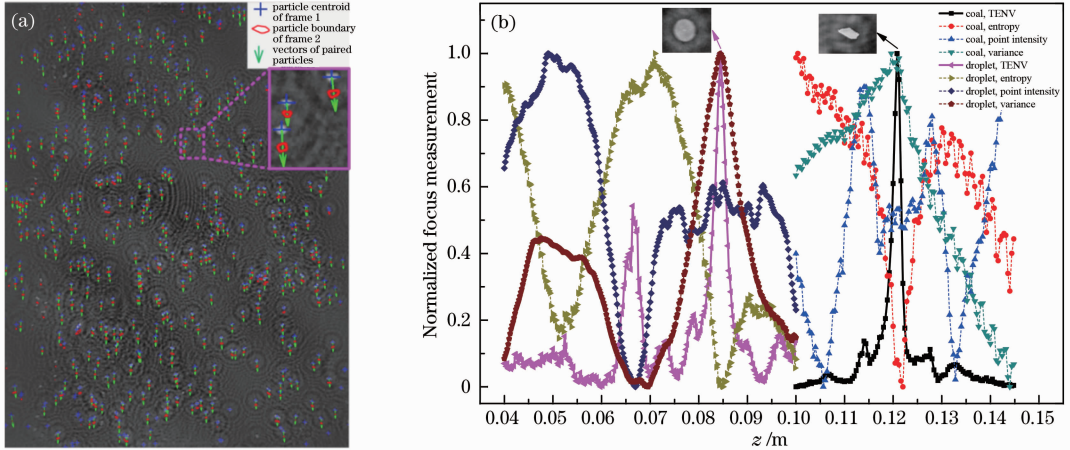 (a)
particle centroid
of frame 1
particle boundary
of frame 2
vectors of paired
particles
(b)
coal, TENV
coal, entropy
coal, point intensity
coal, variance
droplet, TENV
droplet, entropy
droplet, point intensity
droplet, variance
Normalized focus measurement
1.0
0.8
0.6
0.4
0.2
0
0.04 0.05 0.06 0.07 0.08 0.09 0.10 0.11 0.12 0.13 0.14 0.15
z /m